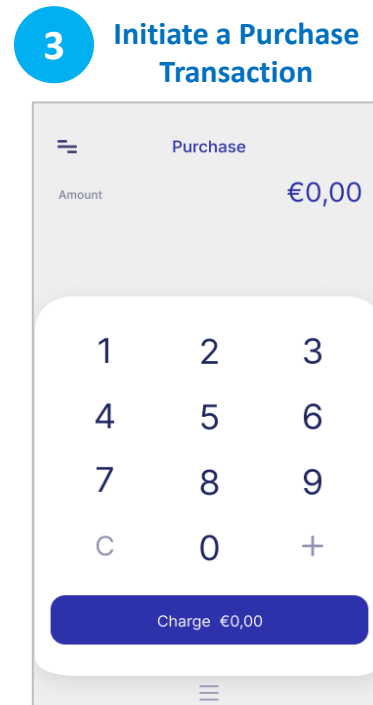 3
Initiate a Purchase
Transaction
Purchase
Amount €0,00
1 2 3
4 5 6
7 8 9
C 0 +
Charge €0,00